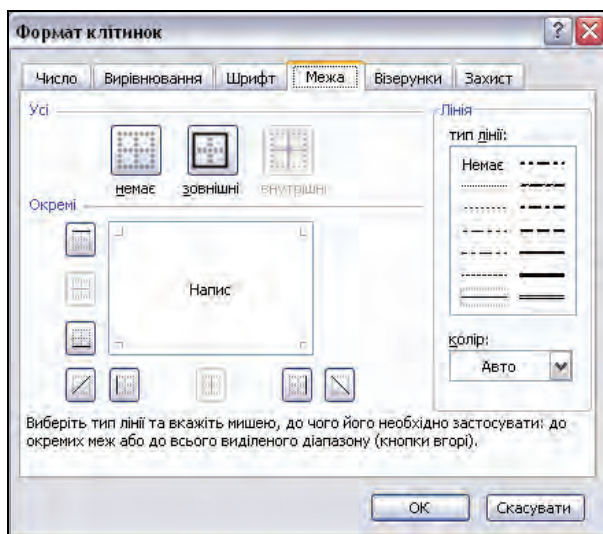 Формат клітинок
Число Вирівнювання Шрифт Межа Візерунки Захист
Усі
немає зовнішні внутрішні
Окремі
Напис
Лінія
тип лінії:
Немає
колір:
Авто
Виберіть тип лінії та вкажіть мишею, до чого його необхідно застосувати: до
окремих меж або до всього виділеного діапазону (кнопки вгорі).
ОК Скасувати